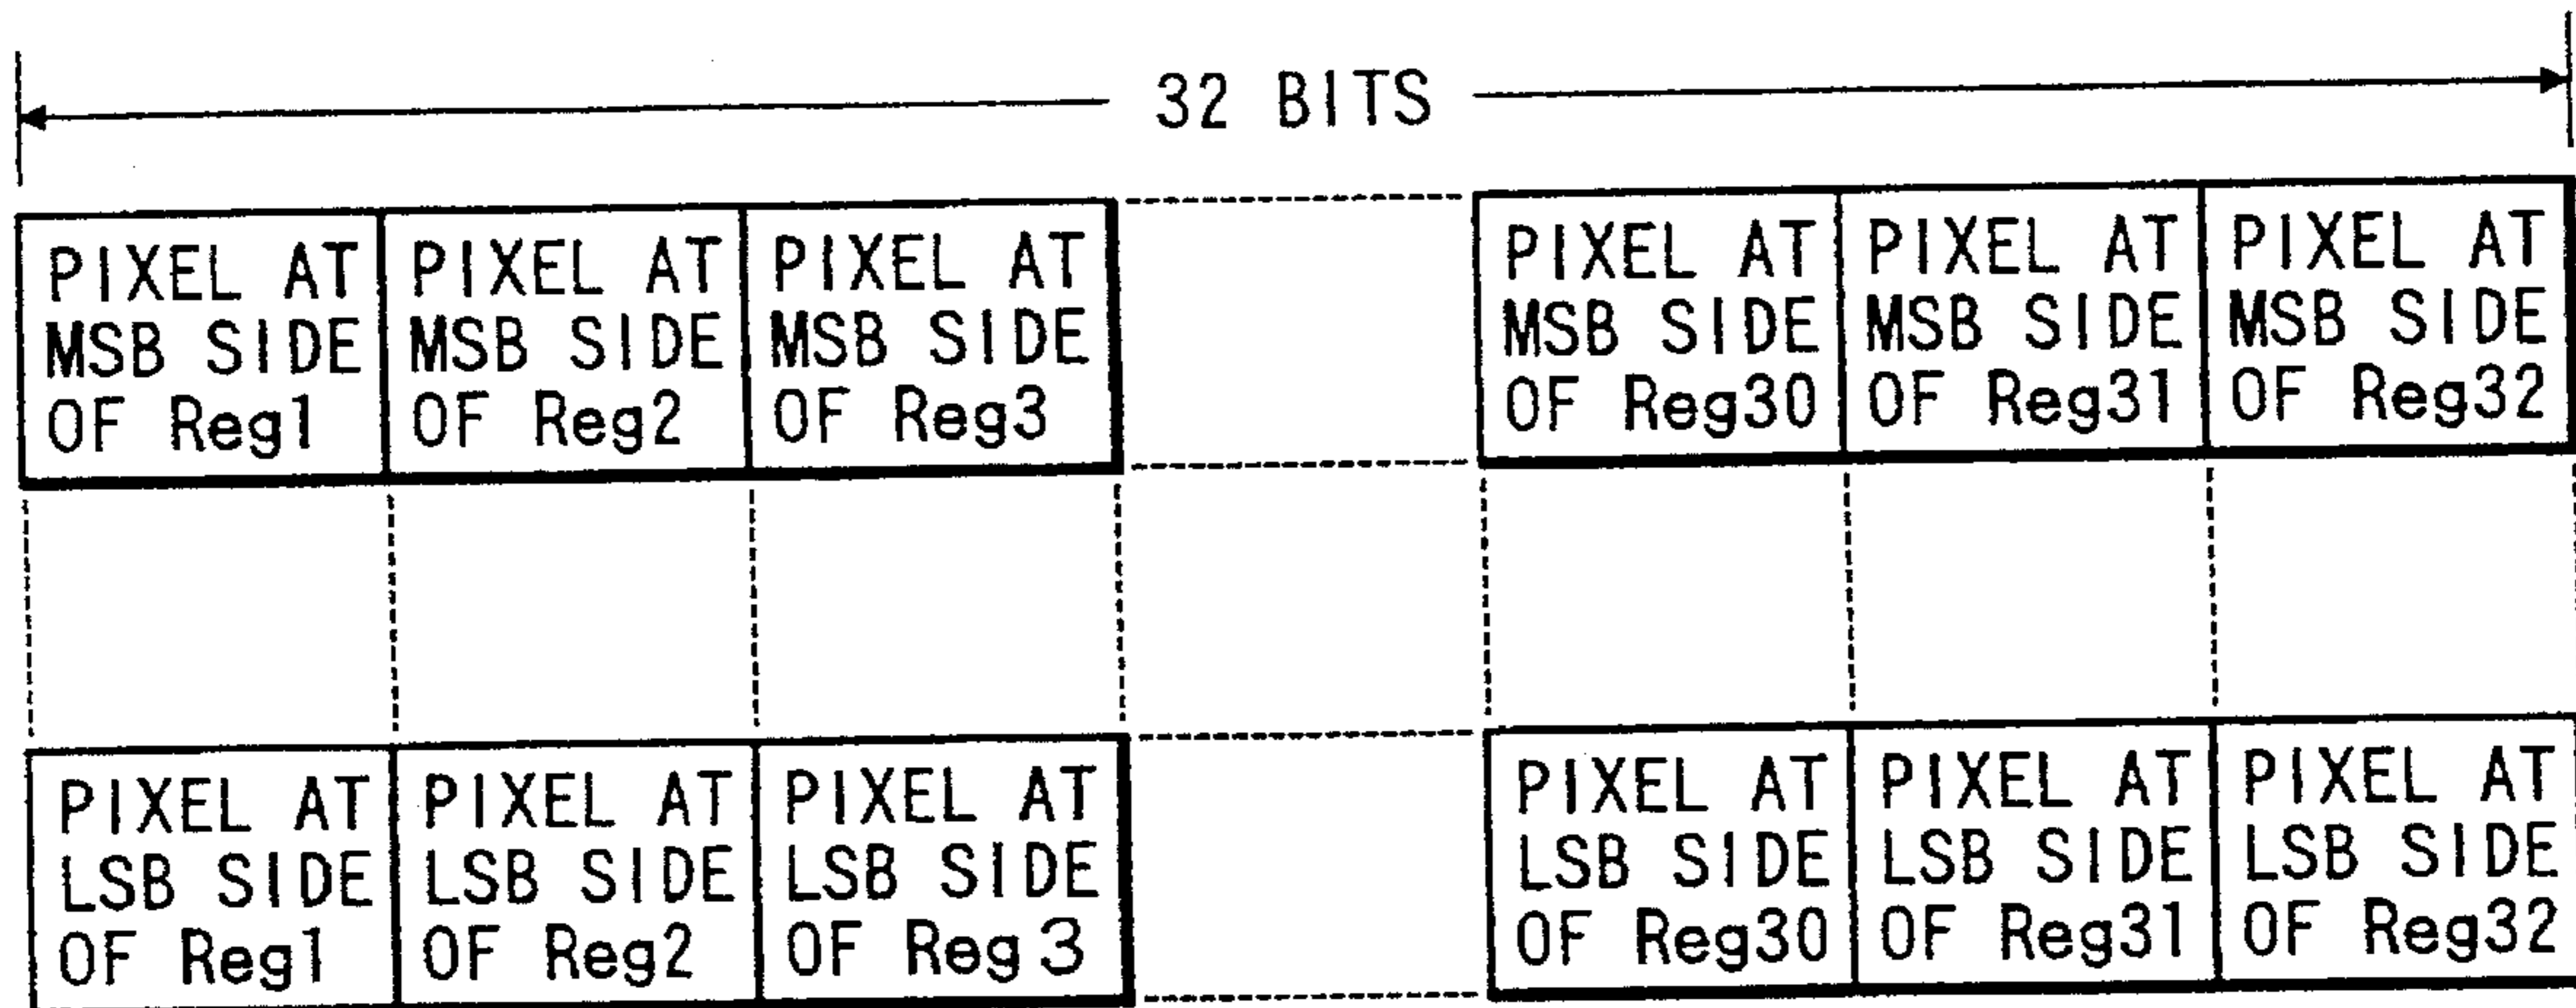 32 BITS
PIXEL AT
MSB SIDE
OF Reg1
PIXEL AT
MSB SIDE
OF Reg2
PIXEL AT
MSB SIDE
OF Reg3
PIXEL AT
MSB SIDE
OF Reg30
PIXEL AT
MSB SIDE
OF Reg31
PIXEL AT
MSB SIDE
OF Reg32
PIXEL AT
LSB SIDE
OF Reg1
PIXEL AT
LSB SIDE
OF Reg2
PIXEL AT
LSB SIDE
OF Reg 3
PIXEL AT
LSB SIDE
OF Reg30
PIXEL AT
LSB SIDE
OF Reg31
PIXEL AT
LSB SIDE
OF Reg32